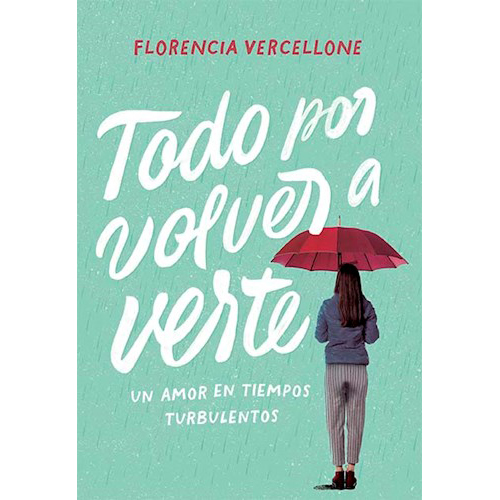 FLORENCIA VERCELLONE
Todo por
volver a
verte
UN AMOR EN TIEMPOS
TURBULENTOS